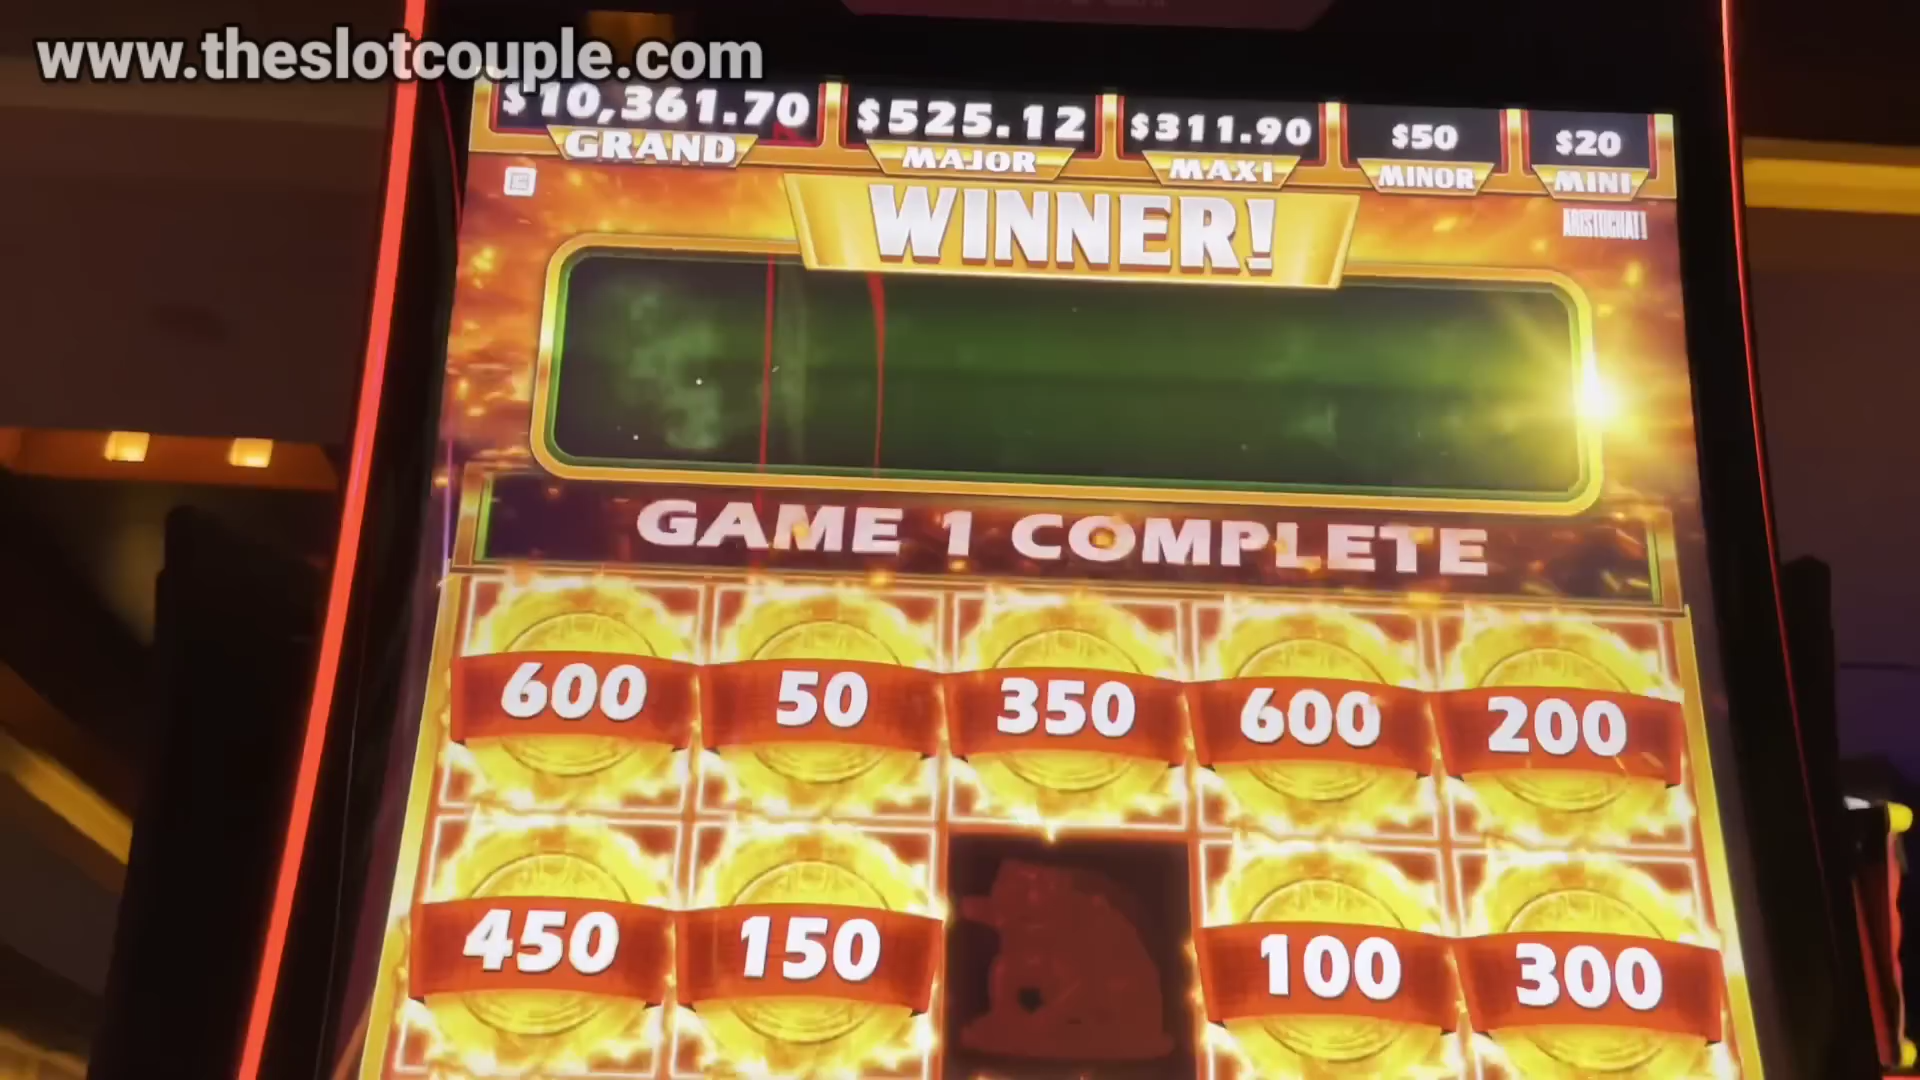 www.theslotcouple.com
$10,361.70 $525.12 $311.90 $50 $20
GRAND MAJOR MAXI MINOR MINI
WINNER!
ARISTOCRAT
GAME 1 COMPLETE
600 50 350 600 200
450 150 100 300